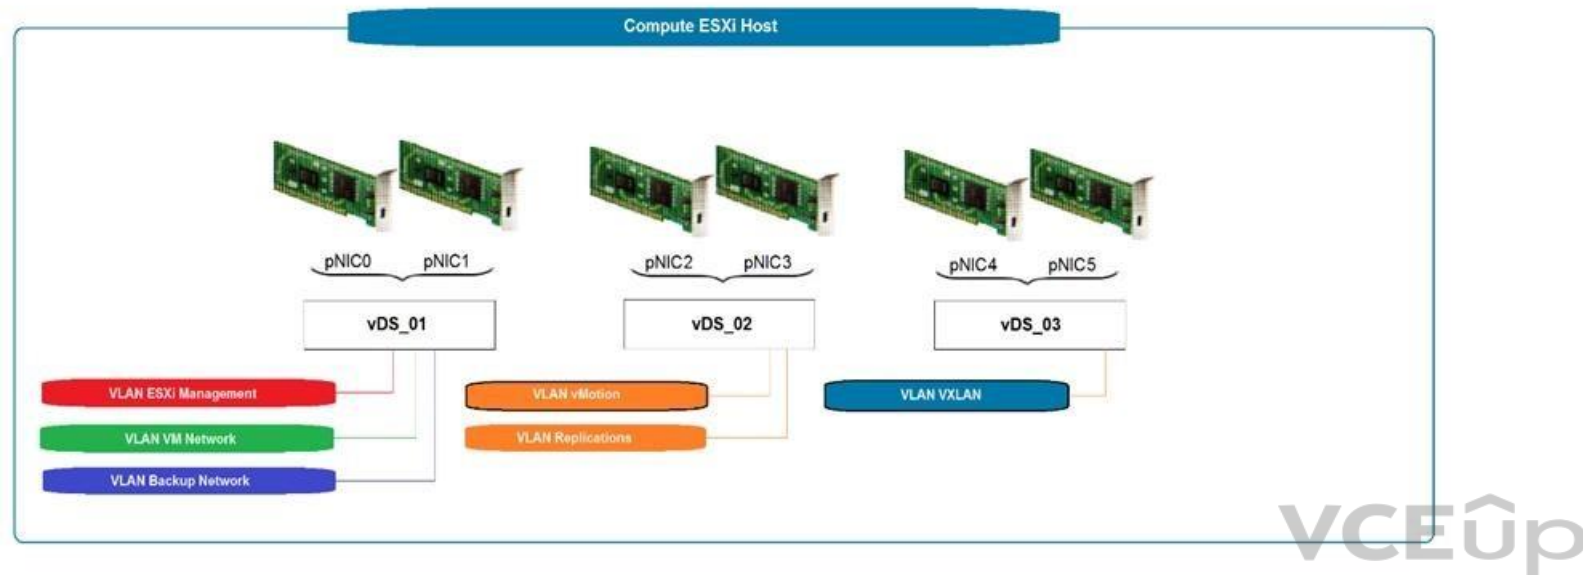 Compute ESXi Host
pNIC0 pNIC1
pNIC2 pNIC3
pNIC4 pNIC5
vDS_01
vDS_02
vDS_03
VLAN ESXi Management
VLAN VM Network
VLAN Backup Network
VLAN vMotion
VLAN Replications
VLAN VXLAN
VCEûp